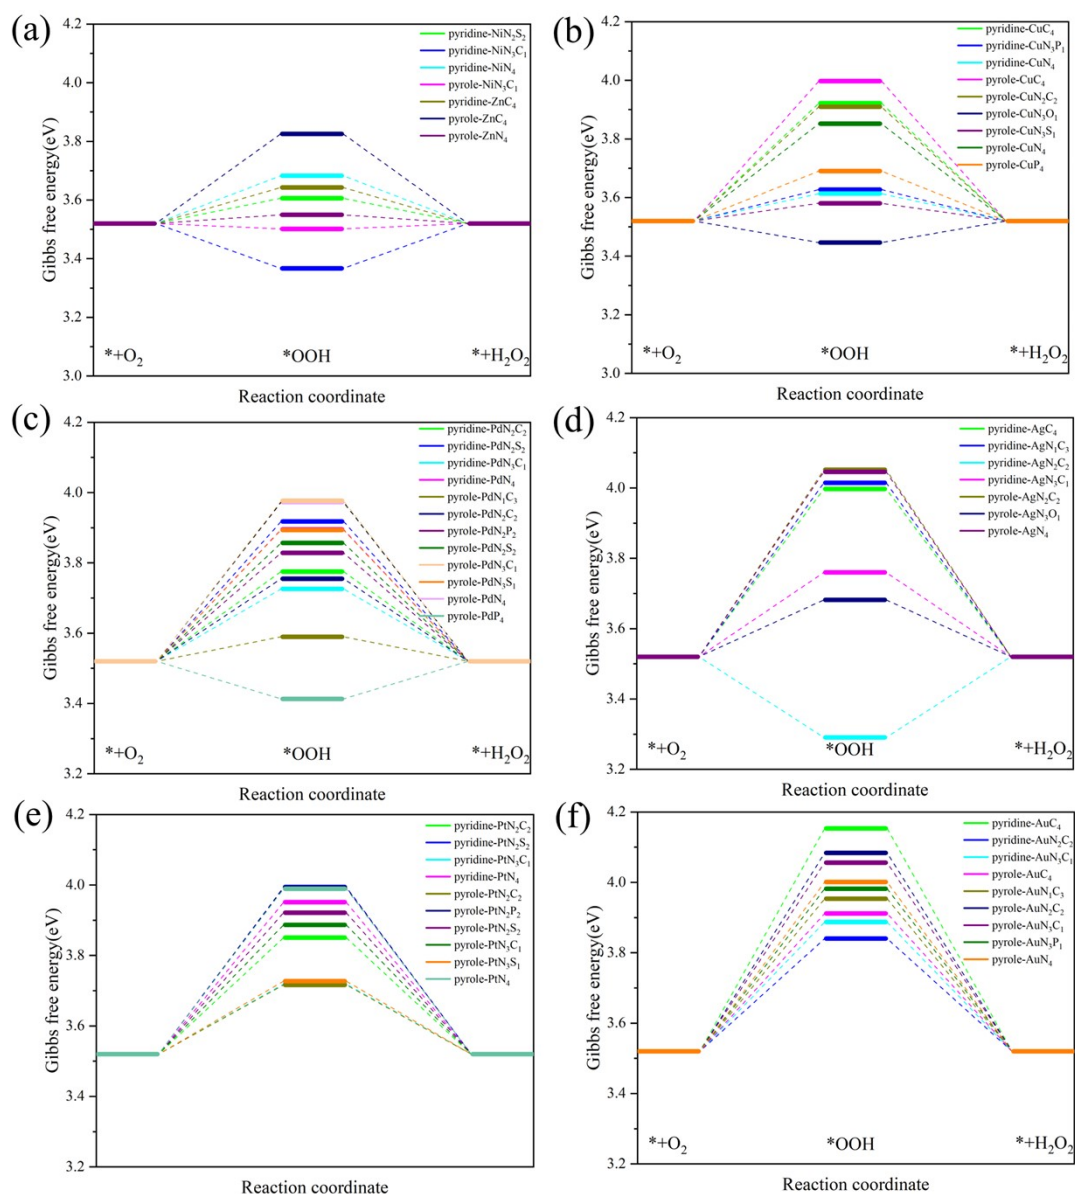 (a)
4.2
4.0
3.8
3.6
3.4
3.2
3.0
Gibbs free energy(eV)
pyridine-NiN₂S₂
pyridine-NiN₃C₁
pyridine-NiN₄
pyrole-NiN₃C₁
pyridine-ZnC₄
pyrole-ZnC₄
pyrole-ZnN₄
*+O₂
*OOH
*+H₂O₂
Reaction coordinate
(b)
4.2
4.0
3.8
3.6
3.4
3.2
3.0
Gibbs free energy(eV)
pyridine-CuC₄
pyridine-CuN₃P₁
pyridine-CuN₄
pyrole-CuC₄
pyrole-CuN₂C₂
pyrole-CuN₃O₁
pyrole-CuN₃S₁
pyrole-CuN₄
pyrole-CuP₄
*+O₂
*OOH
*+H₂O₂
Reaction coordinate
(c)
4.2
4.0
3.8
3.6
3.4
3.2
Gibbs free energy(eV)
pyridine-PdN₂C₂
pyridine-PdN₂S₂
pyridine-PdN₃C₁
pyridine-PdN₄
pyrole-PdN₁C₃
pyrole-PdN₂C₂
pyrole-PdN₂P₂
pyrole-PdN₂S₂
pyrole-PdN₃C₁
pyrole-PdN₃S₁
pyrole-PdN₄
pyrole-PdP₄
*+O₂
*OOH
*+H₂O₂
Reaction coordinate
(d)
4.2
4.0
3.8
3.6
3.4
3.2
Gibbs free energy(eV)
pyridine-AgC₄
pyridine-AgN₁C₃
pyridine-AgN₂C₂
pyridine-AgN₃C₁
pyrole-AgN₂C₂
pyrole-AgN₃O₁
pyrole-AgN₄
*+O₂
*OOH
*+H₂O₂
Reaction coordinate
(e)
4.2
4.0
3.8
3.6
3.4
3.2
Gibbs free energy(eV)
pyridine-PtN₂C₂
pyridine-PtN₂S₂
pyridine-PtN₃C₁
pyridine-PtN₄
pyrole-PtN₂C₂
pyrole-PtN₂P₂
pyrole-PtN₂S₂
pyrole-PtN₃C₁
pyrole-PtN₃S₁
pyrole-PtN₄
Reaction coordinate
(f)
4.2
4.0
3.8
3.6
3.4
3.2
Gibbs free energy(eV)
pyridine-AuC₄
pyridine-AuN₂C₂
pyridine-AuN₃C₁
pyrole-AuC₄
pyrole-AuN₁C₃
pyrole-AuN₂C₂
pyrole-AuN₃C₁
pyrole-AuN₃P₁
pyrole-AuN₄
*+O₂
*OOH
*+H₂O₂
Reaction coordinate